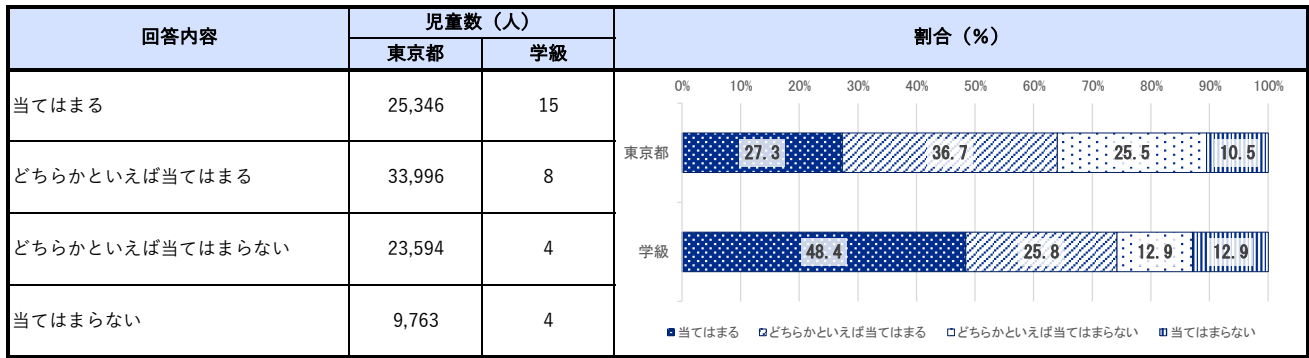 回答内容 児童数（人） 割合（%）
東京都 学級
当てはまる 25,346 15
どちらかといえば当てはまる 33,996 8
どちらかといえば当てはまらない 23,594 4
当てはまらない 9,763 4
0% 10% 20% 30% 40% 50% 60% 70% 80% 90% 100%
東京都 27.3 36.7 25.5 10.5
学級 48.4 25.8 12.9 12.9
当てはまる どちらかといえば当てはまる どちらかといえば当てはまらない 当てはまらない